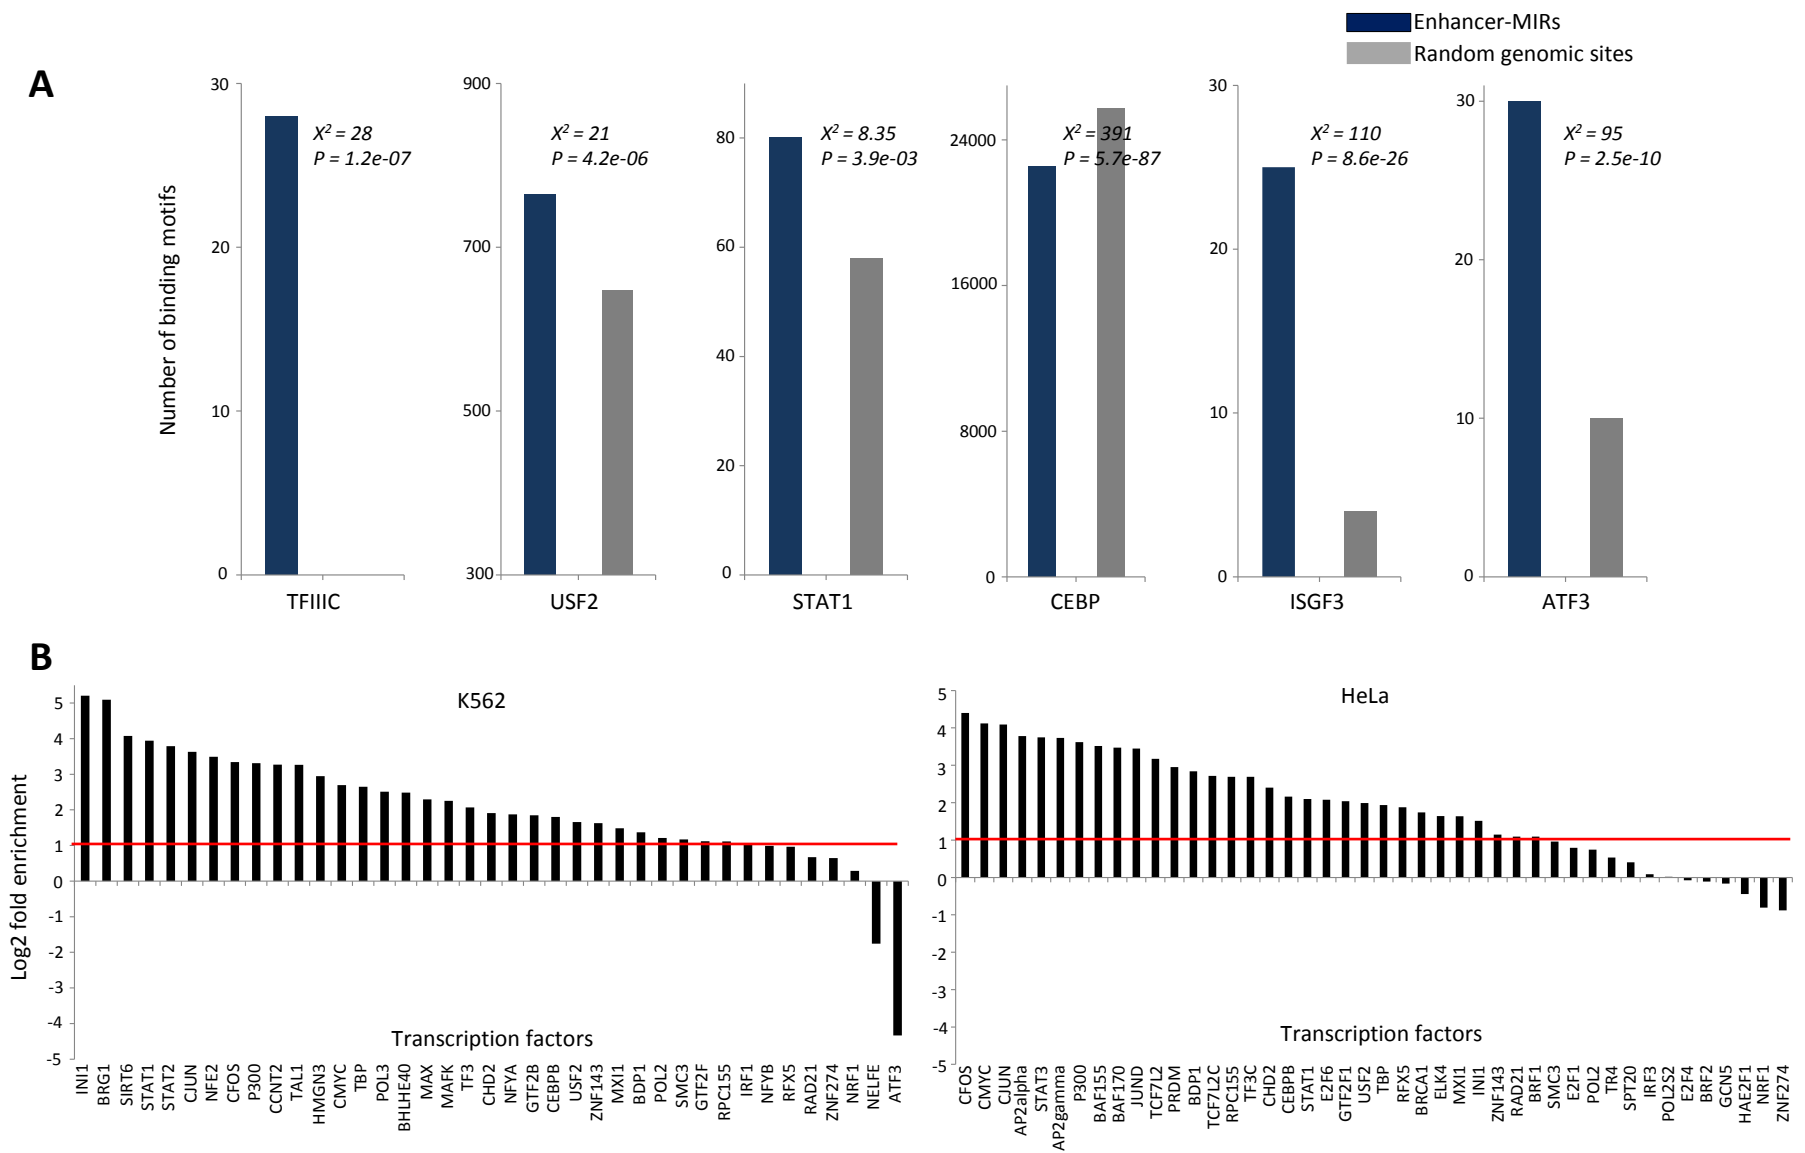 Enhancer-MIRs
Random genomic sites
A
Number of binding motifs
30
20
10
0
X² = 28
P = 1.2e-07
TFIIIC
900
700
500
300
X² = 21
P = 4.2e-06
USF2
80
60
40
20
0
X² = 8.35
P = 3.9e-03
STAT1
24000
16000
8000
0
X² = 391
P = 5.7e-87
CEBP
30
20
10
0
X² = 110
P = 8.6e-26
ISGF3
30
20
10
0
X² = 95
P = 2.5e-10
ATF3
B
Log2 fold enrichment
K562
5
4
3
2
1
0
-1
-2
-3
-4
-5
Transcription factors
INI1
BRG1
SIRT6
STAT1
STAT2
CJUN
NFE2
CFOS
P300
CCNT2
TAL1
HMGN3
CMYC
TBP
POL3
BHLHE40
MAX
MAFK
TF3
CHD2
NFYA
GTF2B
CEBPB
USF2
ZNF143
MXI1
BDP1
POL2
SMC3
GTF2F
RPC155
IRF1
NFYB
RFX5
RAD21
ZNF274
NRF1
NELFE
ATF3
HeLa
5
4
3
2
1
0
-1
-2
-3
-4
-5
Transcription factors
CFOS
CMYC
CJUN
AP2alpha
STAT3
AP2gamma
P300
BAF155
BAF170
JUND
TCF7L2
PRDM
BDP1
TCF7L2C
RPC155
TF3C
CHD2
CEBPB
STAT1
E2F6
GTF2F1
USF2
TBP
RFX5
BRCA1
ELK4
MXI1
INI1
ZNF143
RAD21
BRF1
SMC3
E2F1
POL2
TR4
SPT20
IRF3
POL2S2
E2F4
BRF2
GCN5
HAE2F1
NRF1
ZNF274